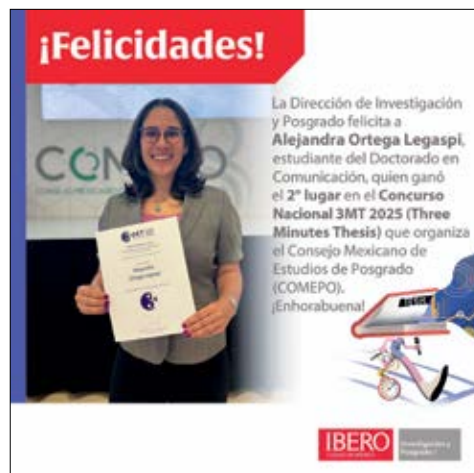 ¡Felicidades!
La Dirección de Investigación
y Posgrado felicita a
Alejandra Ortega Legaspi,
estudiante del Doctorado en
Comunicación, quien ganó
el 2° lugar en el Concurso
Nacional 3MT 2025 (Three
Minutes Thesis) que organiza
el Consejo Mexicano de
Estudios de Posgrado
(COMEPO).
¡Enhorabuena!
3MT
IBERO
Investigación y
Posgrado